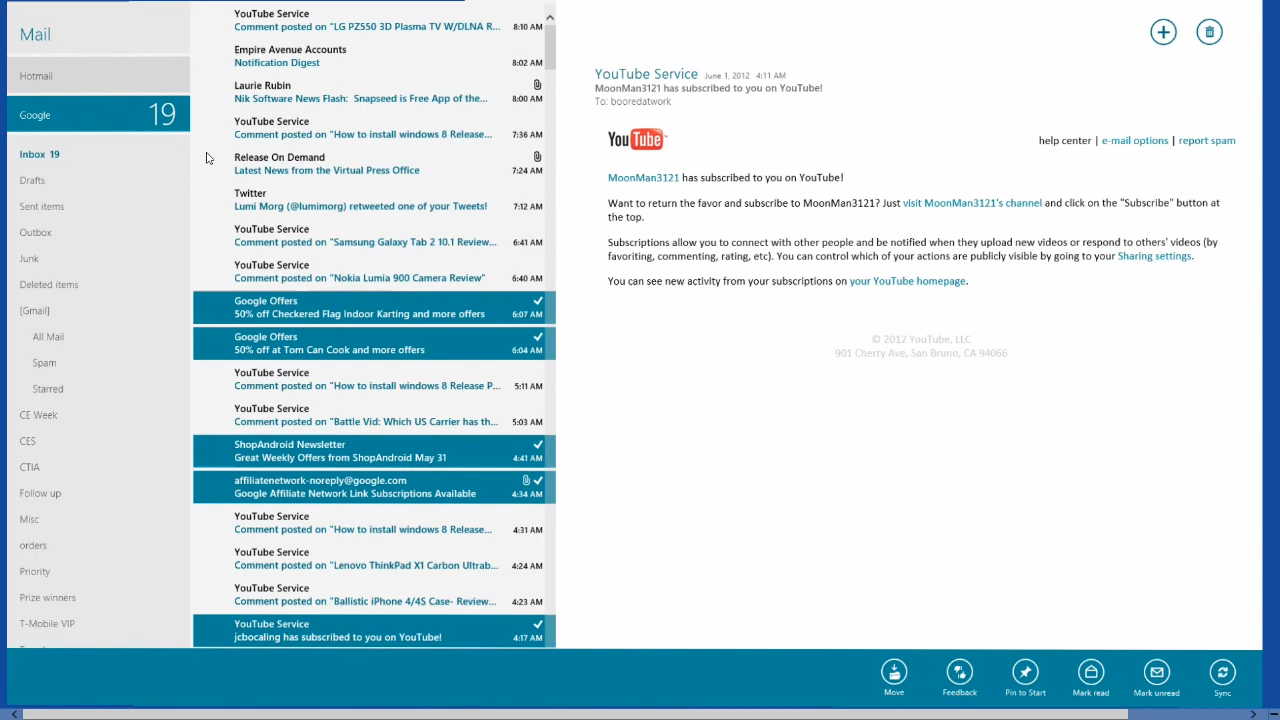 Mail
Hotmail
Google 19
Inbox 19
Drafts
Sent items
Outbox
Junk
Deleted items
[Gmail]
All Mail
Spam
Starred
CE Week
CES
CTIA
Follow up
Misc
orders
Priority
Prize winners
T-Mobile VIP
YouTube Service
Comment posted on "LG PZ550 3D Plasma TV W/DLNA R... 8:10 AM
Empire Avenue Accounts
Notification Digest 8:02 AM
Laurie Rubin
Nik Software News Flash: Snapseed is Free App of the... 8:00 AM
YouTube Service
Comment posted on "How to install windows 8 Release... 7:36 AM
Release On Demand
Latest News from the Virtual Press Office 7:24 AM
Twitter
Lumi Morg (@lumimorg) retweeted one of your Tweets! 7:12 AM
YouTube Service
Comment posted on "Samsung Galaxy Tab 2 10.1 Review... 6:41 AM
YouTube Service
Comment posted on "Nokia Lumia 900 Camera Review" 6:40 AM
Google Offers
50% off Checkered Flag Indoor Karting and more offers 6:07 AM
Google Offers
50% off at Tom Can Cook and more offers 6:04 AM
YouTube Service
Comment posted on "How to install windows 8 Release P... 5:11 AM
YouTube Service
Comment posted on "Battle Vid: Which US Carrier has th... 5:03 AM
ShopAndroid Newsletter
Great Weekly Offers from ShopAndroid May 31 4:41 AM
affiliatenetwork-noreply@google.com
Google Affiliate Network Link Subscriptions Available 4:34 AM
YouTube Service
Comment posted on "How to install windows 8 Release... 4:31 AM
YouTube Service
Comment posted on "Lenovo ThinkPad X1 Carbon Ultrab... 4:24 AM
YouTube Service
Comment posted on "Ballistic iPhone 4/4S Case- Review... 4:23 AM
YouTube Service
jcbocaling has subscribed to you on YouTube! 4:17 AM
YouTube Service June 1, 2012 4:11 AM
MoonMan3121 has subscribed to you on YouTube!
To: booredatwork
YouTube
help center | e-mail options | report spam
MoonMan3121 has subscribed to you on YouTube!
Want to return the favor and subscribe to MoonMan3121? Just visit MoonMan3121's channel and click on the "Subscribe" button at
the top.
Subscriptions allow you to connect with other people and be notified when they upload new videos or respond to others' videos (by
favoriting, commenting, rating, etc). You can control which of your actions are publicly visible by going to your Sharing settings.
You can see new activity from your subscriptions on your YouTube homepage.
© 2012 YouTube, LLC
901 Cherry Ave, San Bruno, CA 94066
Move
Feedback
Pin to Start
Mark read
Mark unread
Sync